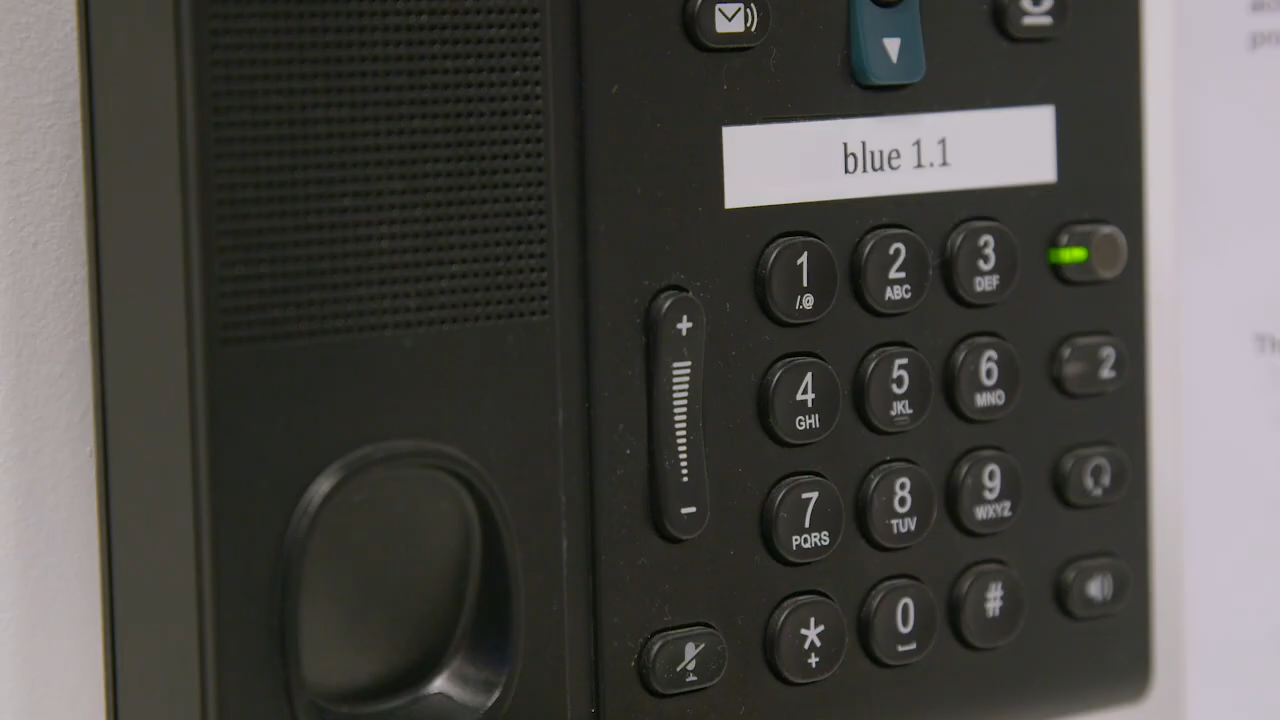 blue 1.1
1 2 3
/.@ ABC DEF
+
4 5 6 2
GHI JKL MNO
7 8 9
PQRS TUV WXYZ
-
* 0 #
+